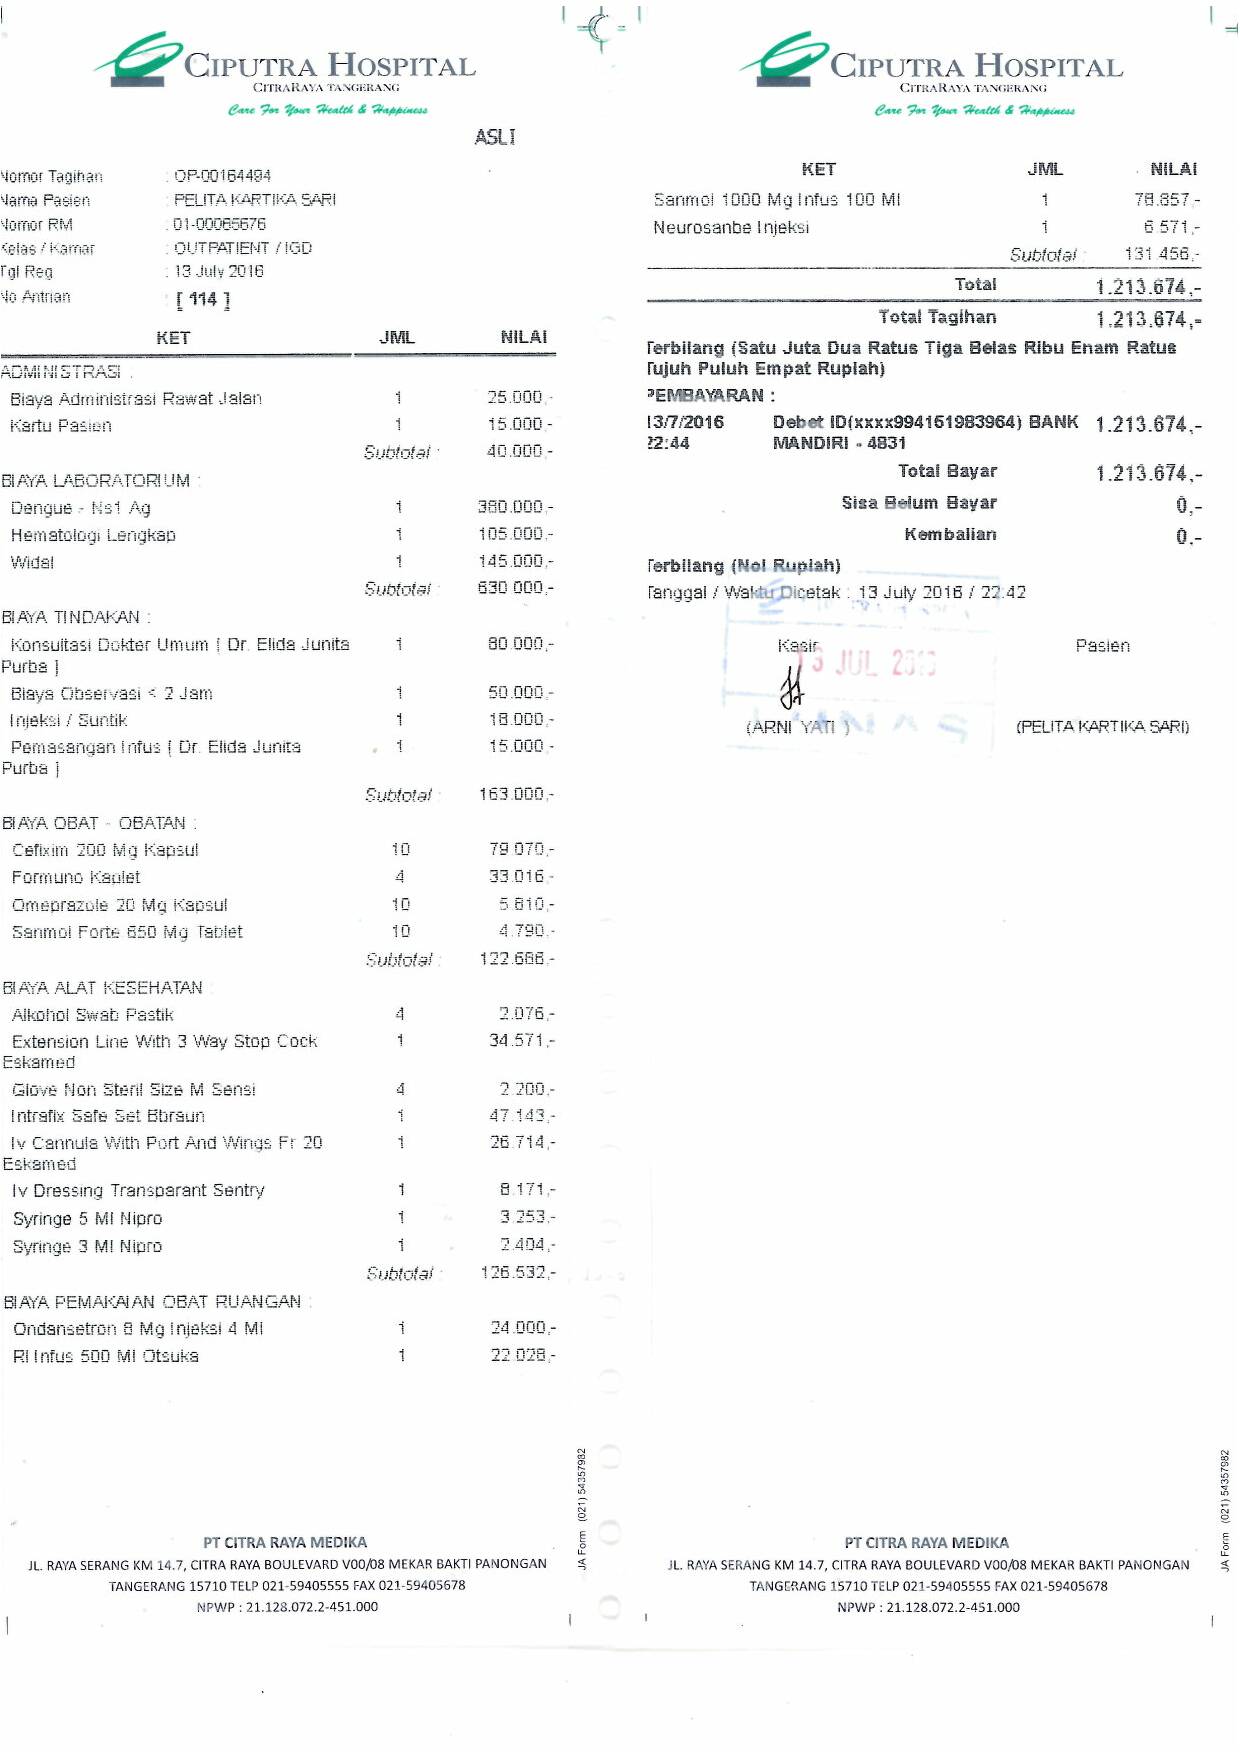 CIPUTRA HOSPITAL
CITRARAYA TANGERANG
Care For Your Health & Happiness
ASLI
Nomor Tagihan : OP-00164494
Nama Pasien : PELITA KARTIKA SARI
Nomor RM : 01-00065676
Kelas / Kamar : OUTPATIENT / IGD
Tgl Reg : 13 July 2016
No Antrian : [ 114 ]
KET JML NILAI
ADMINISTRASI :
Biaya Administrasi Rawat Jalan 1 25.000,-
Kartu Pasien 1 15.000,-
Subtotal : 40.000,-
BIAYA LABORATORIUM :
Dengue - Ns1 Ag 1 380.000,-
Hematologi Lengkap 1 105.000,-
Widal 1 145.000,-
Subtotal : 630.000,-
BIAYA TINDAKAN :
Konsultasi Dokter Umum [ Dr. Elida Junita 1 80.000,-
Purba ]
Biaya Observasi < 2 Jam 1 50.000,-
Injeksi / Suntik 1 18.000,-
Pemasangan Infus [ Dr. Elida Junita 1 15.000,-
Purba ]
Subtotal : 163.000,-
BIAYA OBAT - OBATAN :
Cefixim 200 Mg Kapsul 10 79.070,-
Formuno Kaplet 4 33.016,-
Omeprazole 20 Mg Kapsul 10 5.810,-
Sanmol Forte 650 Mg Tablet 10 4.790,-
Subtotal : 122.686,-
BIAYA ALAT KESEHATAN
Alkohol Swab Pastik 4 2.076,-
Extension Line With 3 Way Stop Cock 1 34.571,-
Eskamed
Glove Non Steril Size M Sensi 4 2.200,-
Intrafix Safe Set Bbraun 1 47.143,-
Iv Cannula With Port And Wings Fr 20 1 26.714,-
Eskamed
Iv Dressing Transparant Sentry 1 8.171,-
Syringe 5 Ml Nipro 1 3.253,-
Syringe 3 Ml Nipro 1 2.404,-
Subtotal : 126.532,-
BIAYA PEMAKAIAN OBAT RUANGAN :
Ondansetron 8 Mg Injeksi 4 Ml 1 24.000,-
Rl Infus 500 Ml Otsuka 1 22.028,-
JA Form (021) 54357982
PT CITRA RAYA MEDIKA
JL. RAYA SERANG KM 14.7, CITRA RAYA BOULEVARD V00/08 MEKAR BAKTI PANONGAN
TANGERANG 15710 TELP 021-59405555 FAX 021-59405678
NPWP : 21.128.072.2-451.000
CIPUTRA HOSPITAL
CITRARAYA TANGERANG
Care For Your Health & Happiness
KET JML NILAI
Sanmol 1000 Mg Infus 100 Ml 1 78.857,-
Neurosanbe Injeksi 1 6.571,-
Subtotal : 131.456,-
Total 1.213.674,-
Total Tagihan 1.213.674,-
Terbilang (Satu Juta Dua Ratus Tiga Belas Ribu Enam Ratus
Tujuh Puluh Empat Rupiah)
PEMBAYARAN :
13/7/2016 Debet ID(xxxx994161983964) BANK 1.213.674,-
22:44 MANDIRI - 4831
Total Bayar 1.213.674,-
Sisa Belum Bayar 0,-
Kembalian 0,-
Terbilang (Nol Rupiah)
Tanggal / Waktu Dicetak : 13 July 2016 / 22:42
Kasir Pasien
13 JUL 2016
(ARNI YATI ) (PELITA KARTIKA SARI)
JA Form (021) 54357982
PT CITRA RAYA MEDIKA
JL. RAYA SERANG KM 14.7, CITRA RAYA BOULEVARD V00/08 MEKAR BAKTI PANONGAN
TANGERANG 15710 TELP 021-59405555 FAX 021-59405678
NPWP : 21.128.072.2-451.000